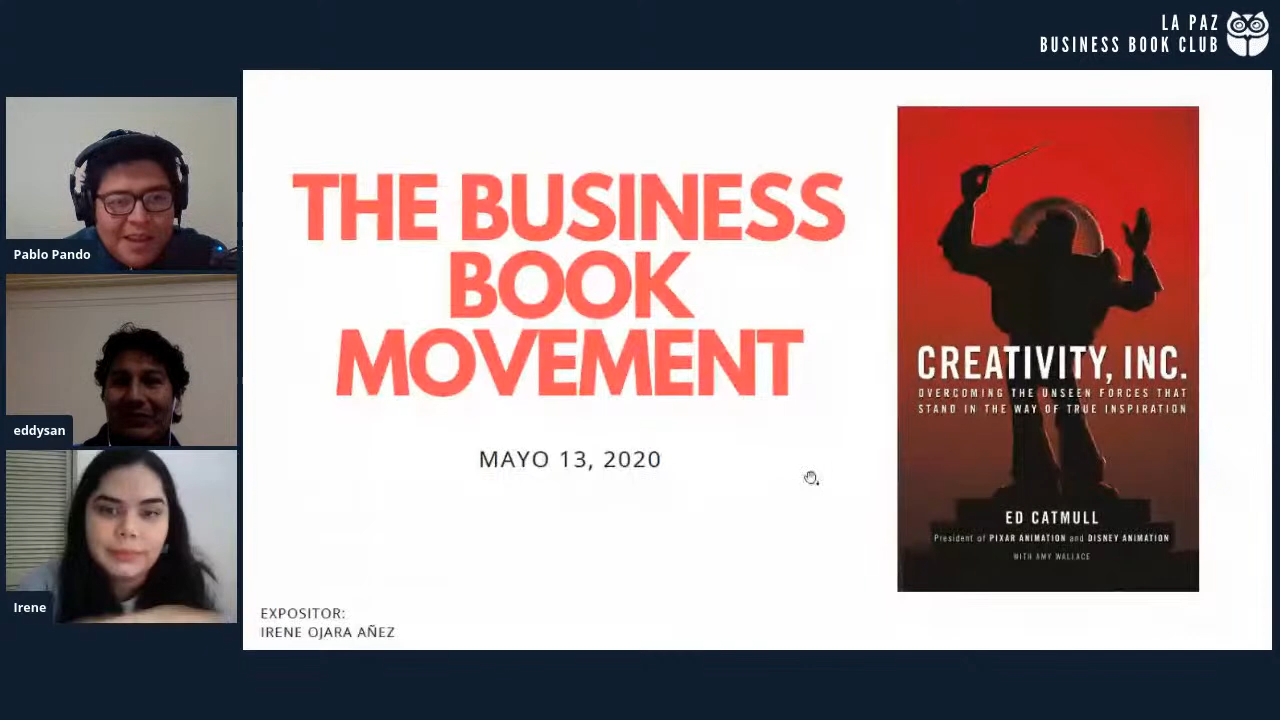 LA PAZ
BUSINESS BOOK CLUB
Pablo Pando
eddysan
Irene
THE BUSINESS
BOOK
MOVEMENT
MAYO 13, 2020
EXPOSITOR:
IRENE OJARA AÑEZ
CREATIVITY, INC.
OVERCOMING THE UNSEEN FORCES THAT
STAND IN THE WAY OF TRUE INSPIRATION
ED CATMULL
President of PIXAR ANIMATION and DISNEY ANIMATION
WITH AMY WALLACE